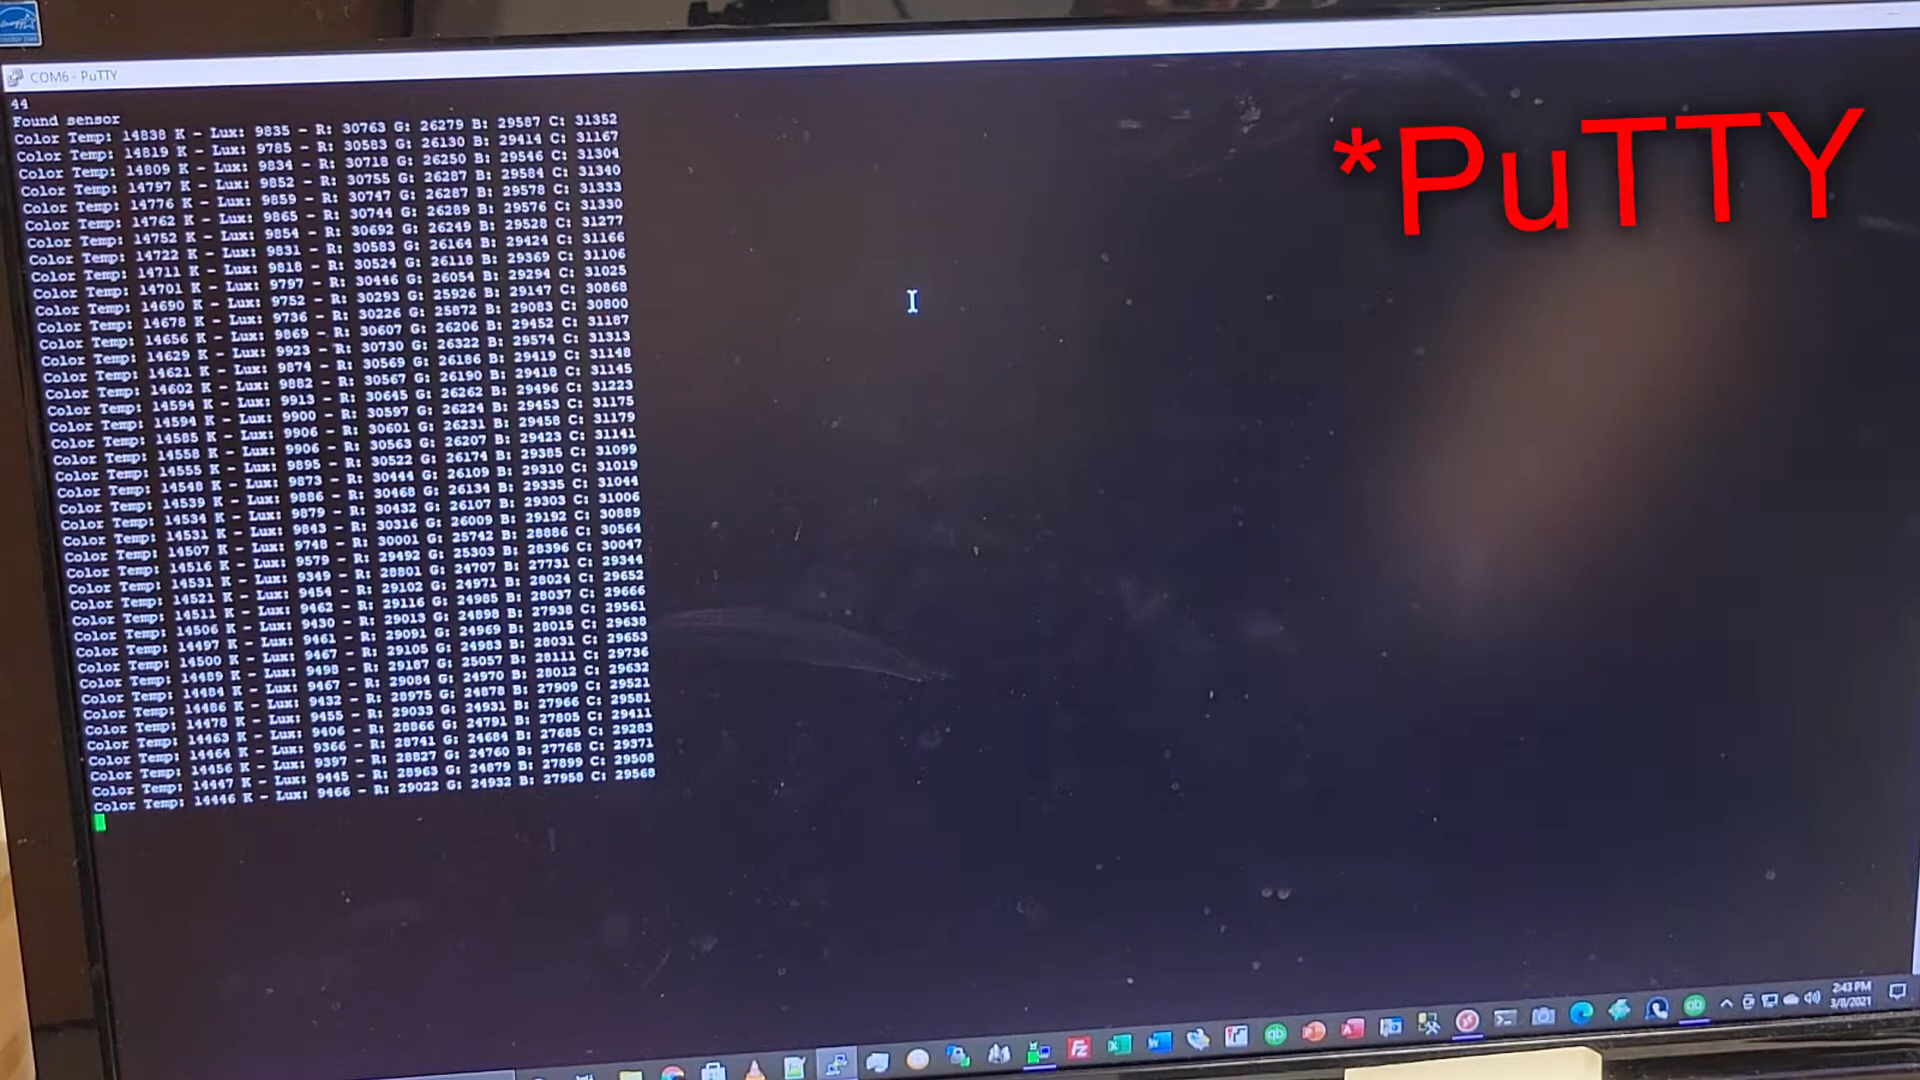 COM6 - PuTTY
*PuTTY
44
Found sensor
Color Temp: 14838 K - Lux: 9835 - R: 30763 G: 26279 B: 29587 C: 31352
Color Temp: 14819 K - Lux: 9785 - R: 30583 G: 26130 B: 29414 C: 31167
Color Temp: 14809 K - Lux: 9834 - R: 30718 G: 26250 B: 29546 C: 31304
Color Temp: 14797 K - Lux: 9852 - R: 30755 G: 26287 B: 29584 C: 31340
Color Temp: 14776 K - Lux: 9859 - R: 30747 G: 26287 B: 29578 C: 31333
Color Temp: 14762 K - Lux: 9865 - R: 30744 G: 26289 B: 29576 C: 31330
Color Temp: 14752 K - Lux: 9854 - R: 30692 G: 26249 B: 29528 C: 31277
Color Temp: 14722 K - Lux: 9831 - R: 30583 G: 26164 B: 29424 C: 31166
Color Temp: 14711 K - Lux: 9818 - R: 30524 G: 26118 B: 29369 C: 31106
Color Temp: 14701 K - Lux: 9797 - R: 30446 G: 26054 B: 29294 C: 31025
Color Temp: 14690 K - Lux: 9752 - R: 30293 G: 25926 B: 29147 C: 30868
Color Temp: 14678 K - Lux: 9736 - R: 30226 G: 25872 B: 29083 C: 30800
Color Temp: 14656 K - Lux: 9869 - R: 30607 G: 26206 B: 29452 C: 31187
Color Temp: 14629 K - Lux: 9923 - R: 30730 G: 26322 B: 29574 C: 31313
Color Temp: 14621 K - Lux: 9874 - R: 30569 G: 26186 B: 29419 C: 31148
Color Temp: 14602 K - Lux: 9882 - R: 30567 G: 26190 B: 29418 C: 31145
Color Temp: 14594 K - Lux: 9913 - R: 30645 G: 26262 B: 29496 C: 31223
Color Temp: 14594 K - Lux: 9900 - R: 30597 G: 26224 B: 29453 C: 31175
Color Temp: 14585 K - Lux: 9906 - R: 30601 G: 26231 B: 29458 C: 31179
Color Temp: 14558 K - Lux: 9906 - R: 30563 G: 26207 B: 29423 C: 31141
Color Temp: 14555 K - Lux: 9895 - R: 30522 G: 26174 B: 29385 C: 31099
Color Temp: 14548 K - Lux: 9873 - R: 30444 G: 26109 B: 29310 C: 31019
Color Temp: 14539 K - Lux: 9886 - R: 30468 G: 26134 B: 29335 C: 31044
Color Temp: 14534 K - Lux: 9879 - R: 30432 G: 26107 B: 29303 C: 31006
Color Temp: 14531 K - Lux: 9843 - R: 30316 G: 26009 B: 29192 C: 30889
Color Temp: 14507 K - Lux: 9748 - R: 30001 G: 25742 B: 28886 C: 30564
Color Temp: 14516 K - Lux: 9579 - R: 29492 G: 25303 B: 28396 C: 30047
Color Temp: 14531 K - Lux: 9349 - R: 28801 G: 24707 B: 27731 C: 29344
Color Temp: 14521 K - Lux: 9454 - R: 29102 G: 24971 B: 28024 C: 29652
Color Temp: 14511 K - Lux: 9462 - R: 29116 G: 24985 B: 28037 C: 29666
Color Temp: 14506 K - Lux: 9430 - R: 29013 G: 24898 B: 27938 C: 29561
Color Temp: 14497 K - Lux: 9461 - R: 29091 G: 24969 B: 28015 C: 29638
Color Temp: 14500 K - Lux: 9467 - R: 29105 G: 24983 B: 28031 C: 29653
Color Temp: 14489 K - Lux: 9498 - R: 29187 G: 25057 B: 28111 C: 29736
Color Temp: 14484 K - Lux: 9467 - R: 29084 G: 24970 B: 28012 C: 29632
Color Temp: 14486 K - Lux: 9432 - R: 28975 G: 24878 B: 27909 C: 29521
Color Temp: 14478 K - Lux: 9455 - R: 29033 G: 24931 B: 27966 C: 29581
Color Temp: 14463 K - Lux: 9406 - R: 28866 G: 24791 B: 27805 C: 29411
Color Temp: 14464 K - Lux: 9366 - R: 28741 G: 24684 B: 27685 C: 29283
Color Temp: 14456 K - Lux: 9397 - R: 28827 G: 24760 B: 27768 C: 29371
Color Temp: 14447 K - Lux: 9445 - R: 28963 G: 24879 B: 27899 C: 29508
Color Temp: 14446 K - Lux: 9466 - R: 29022 G: 24932 B: 27958 C: 29568
2:43 PM
3/8/2021